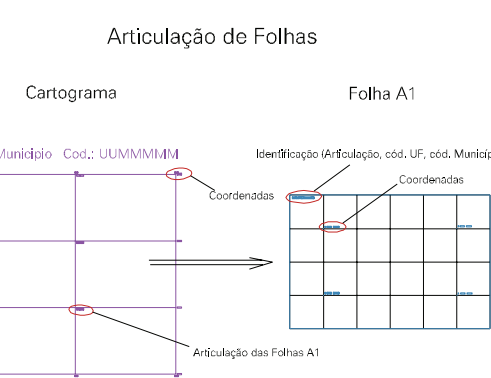 Articulação de Folhas
Cartograma
Folha A1
Municipio Cod.: UUMMMMM
Identificação (Articulação, cód. UF, cód. Municíp
Coordenadas
Coordenadas
Articulação das Folhas A1